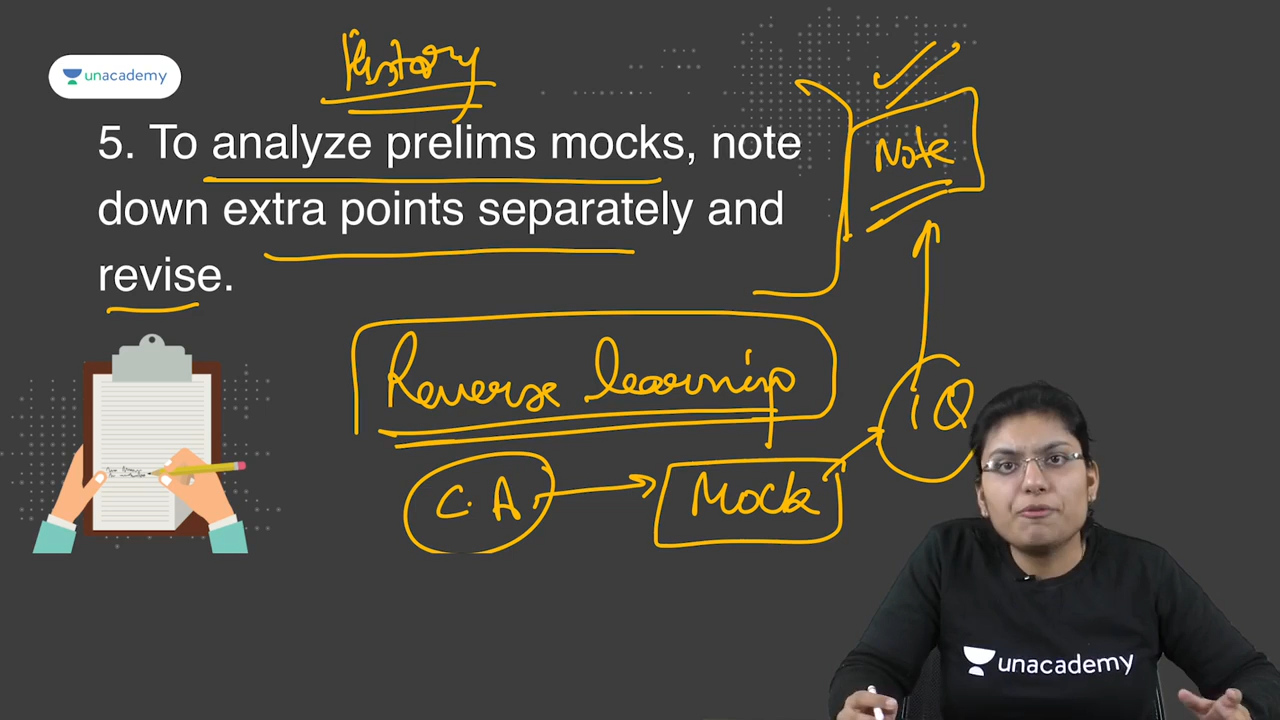 History
unacademy
5. To analyze prelims mocks, note
down extra points separately and
revise.
Note
Reverse learning
C.A
Mock
1Q
unacademy